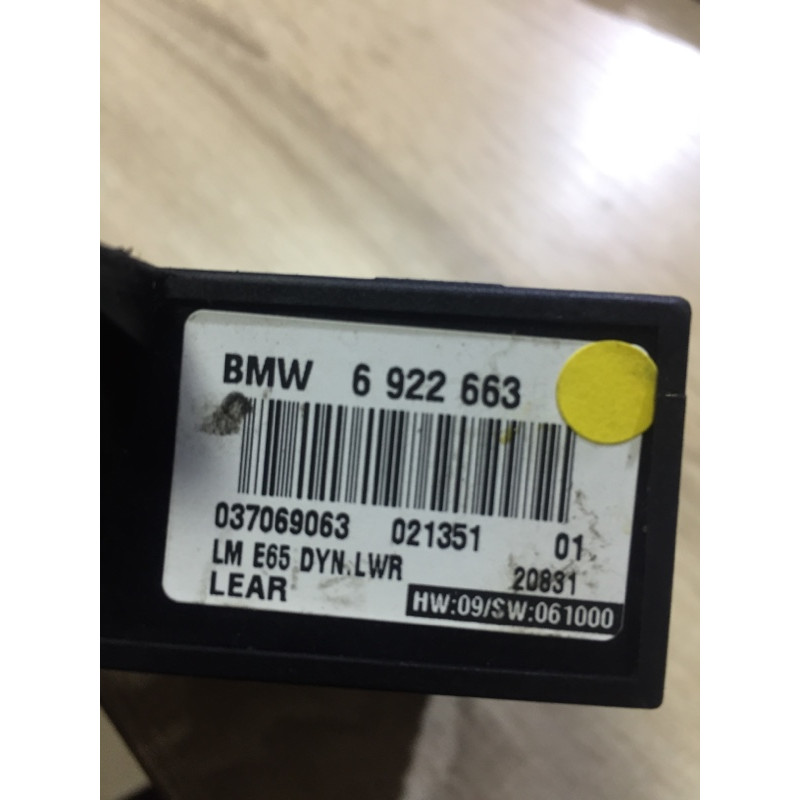 BMW 6 922 663
037069063 021351 01
LM E65 DYN.LWR 20831
LEAR HW:09/SW:061000